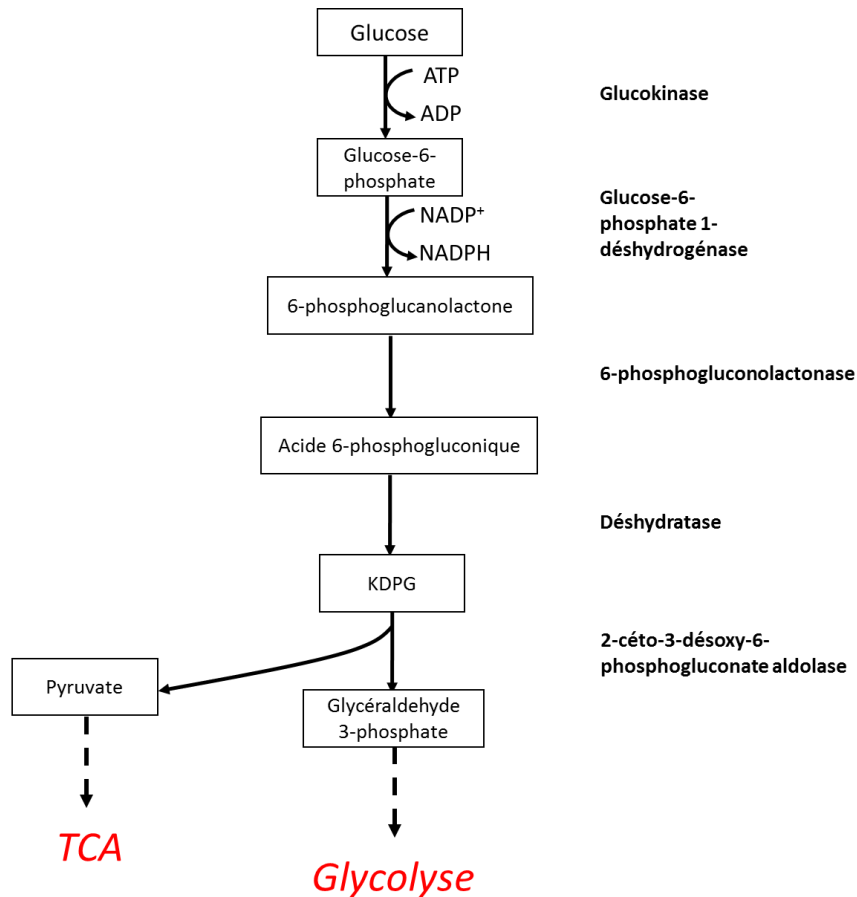 Glucose
ATP
Glucokinase
ADP
Glucose-6-
phosphate
NADP⁺
NADPH
Glucose-6-
phosphate 1-
déshydrogénase
6-phosphoglucanolactone
6-phosphogluconolactonase
Acide 6-phosphogluconique
Déshydratase
KDPG
2-céto-3-désoxy-6-
phosphogluconate aldolase
Pyruvate
Glycéraldehyde
3-phosphate
TCA
Glycolyse